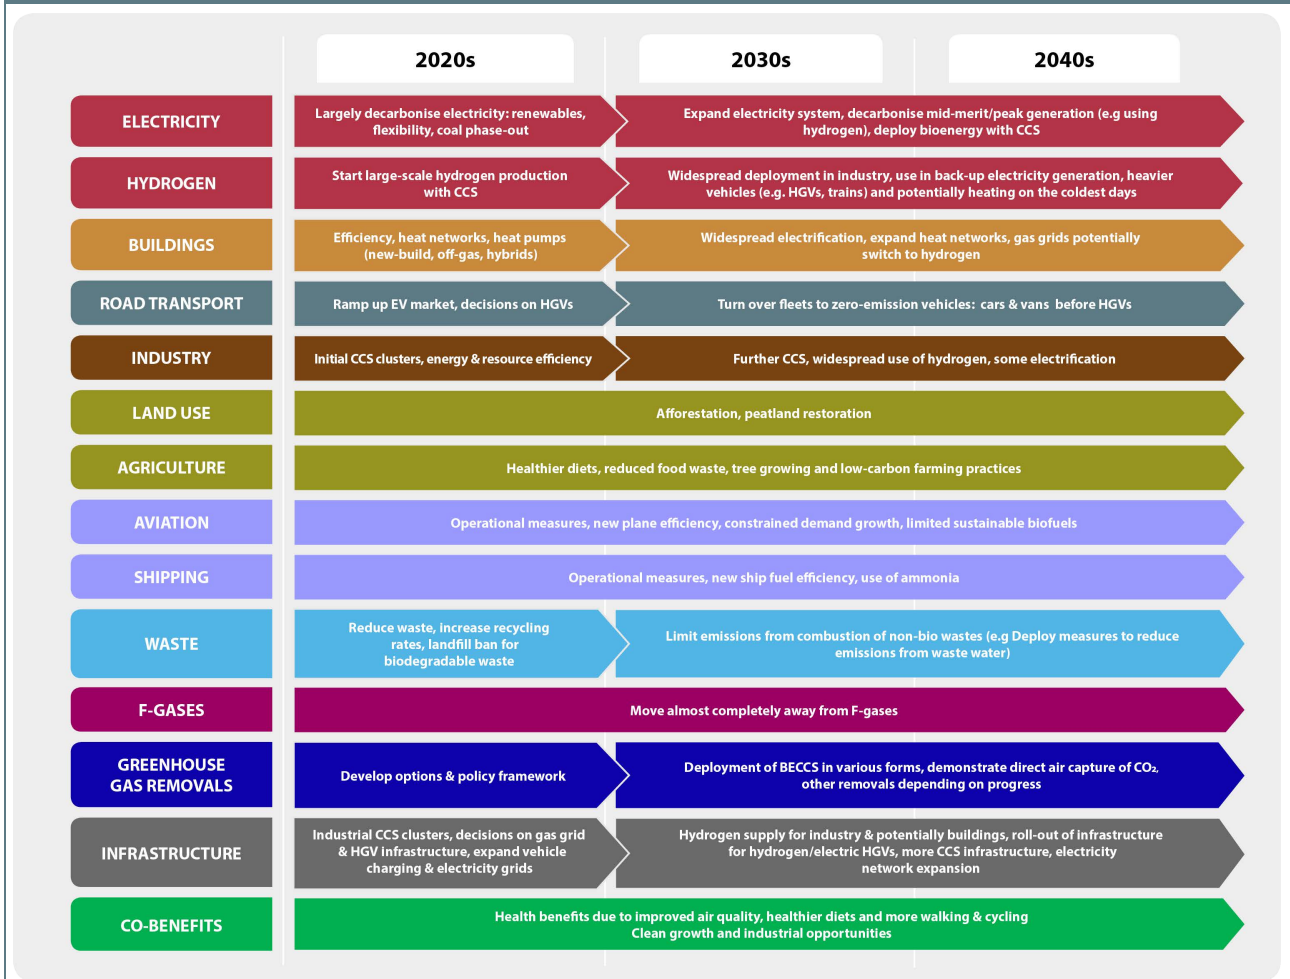 2020s
2030s
2040s
ELECTRICITY
Largely decarbonise electricity: renewables,
flexibility, coal phase-out
Expand electricity system, decarbonise mid-merit/peak generation (e.g using
hydrogen), deploy bioenergy with CCS
HYDROGEN
Start large-scale hydrogen production
with CCS
Widespread deployment in industry, use in back-up electricity generation, heavier
vehicles (e.g. HGVs, trains) and potentially heating on the coldest days
BUILDINGS
Efficiency, heat networks, heat pumps
(new-build, off-gas, hybrids)
Widespread electrification, expand heat networks, gas grids potentially
switch to hydrogen
ROAD TRANSPORT
Ramp up EV market, decisions on HGVs
Turn over fleets to zero-emission vehicles: cars & vans before HGVs
INDUSTRY
Initial CCS clusters, energy & resource efficiency
Further CCS, widespread use of hydrogen, some electrification
LAND USE
Afforestation, peatland restoration
AGRICULTURE
Healthier diets, reduced food waste, tree growing and low-carbon farming practices
AVIATION
Operational measures, new plane efficiency, constrained demand growth, limited sustainable biofuels
SHIPPING
Operational measures, new ship fuel efficiency, use of ammonia
WASTE
Reduce waste, increase recycling
rates, landfill ban for
biodegradable waste
Limit emissions from combustion of non-bio wastes (e.g Deploy measures to reduce
emissions from waste water)
F-GASES
Move almost completely away from F-gases
GREENHOUSE
GAS REMOVALS
Develop options & policy framework
Deployment of BECCS in various forms, demonstrate direct air capture of CO₂,
other removals depending on progress
INFRASTRUCTURE
Industrial CCS clusters, decisions on gas grid
& HGV infrastructure, expand vehicle
charging & electricity grids
Hydrogen supply for industry & potentially buildings, roll-out of infrastructure
for hydrogen/electric HGVs, more CCS infrastructure, electricity
network expansion
CO-BENEFITS
Health benefits due to improved air quality, healthier diets and more walking & cycling
Clean growth and industrial opportunities